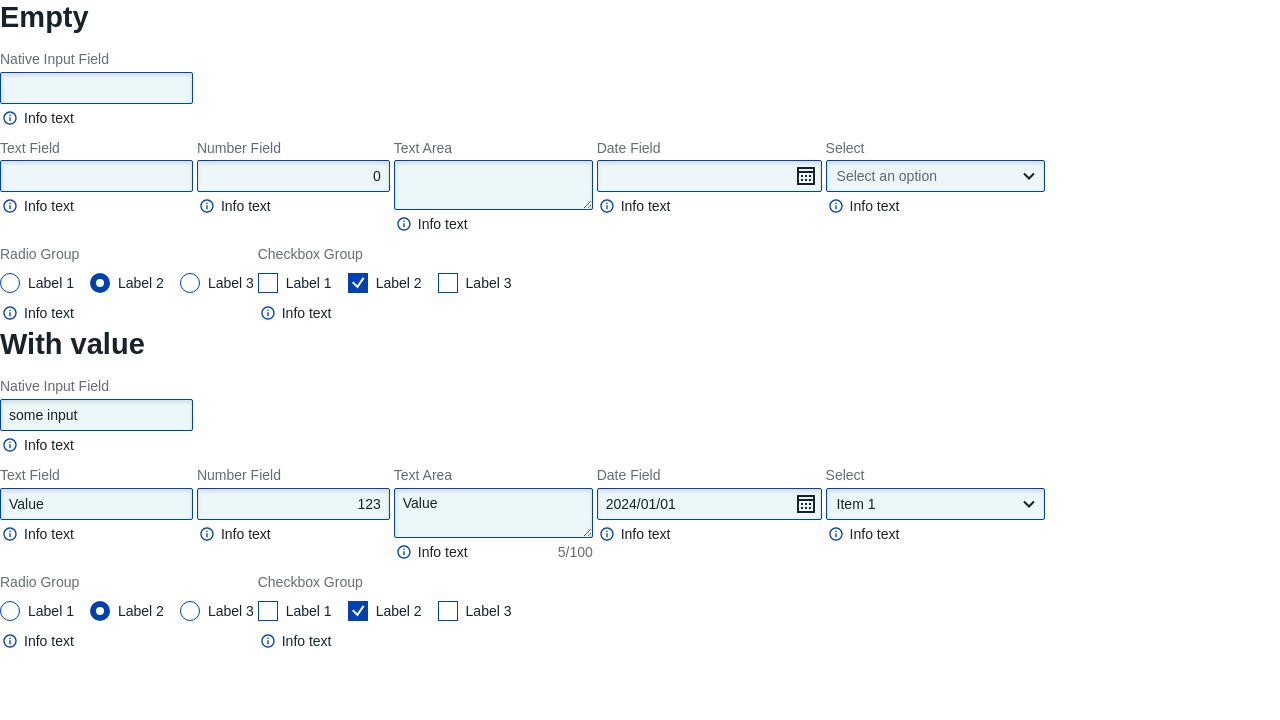 Empty
Native Input Field
Info text
Text Field Number Field Text Area Date Field Select
0 Select an option
Info text Info text Info text Info text
Info text
Radio Group Checkbox Group
Label 1 Label 2 Label 3 Label 1 Label 2 Label 3
Info text Info text
With value
Native Input Field
some input
Info text
Text Field Number Field Text Area Date Field Select
Value 123 Value 2024/01/01 Item 1
Info text Info text Info text Info text
Info text 5/100
Radio Group Checkbox Group
Label 1 Label 2 Label 3 Label 1 Label 2 Label 3
Info text Info text